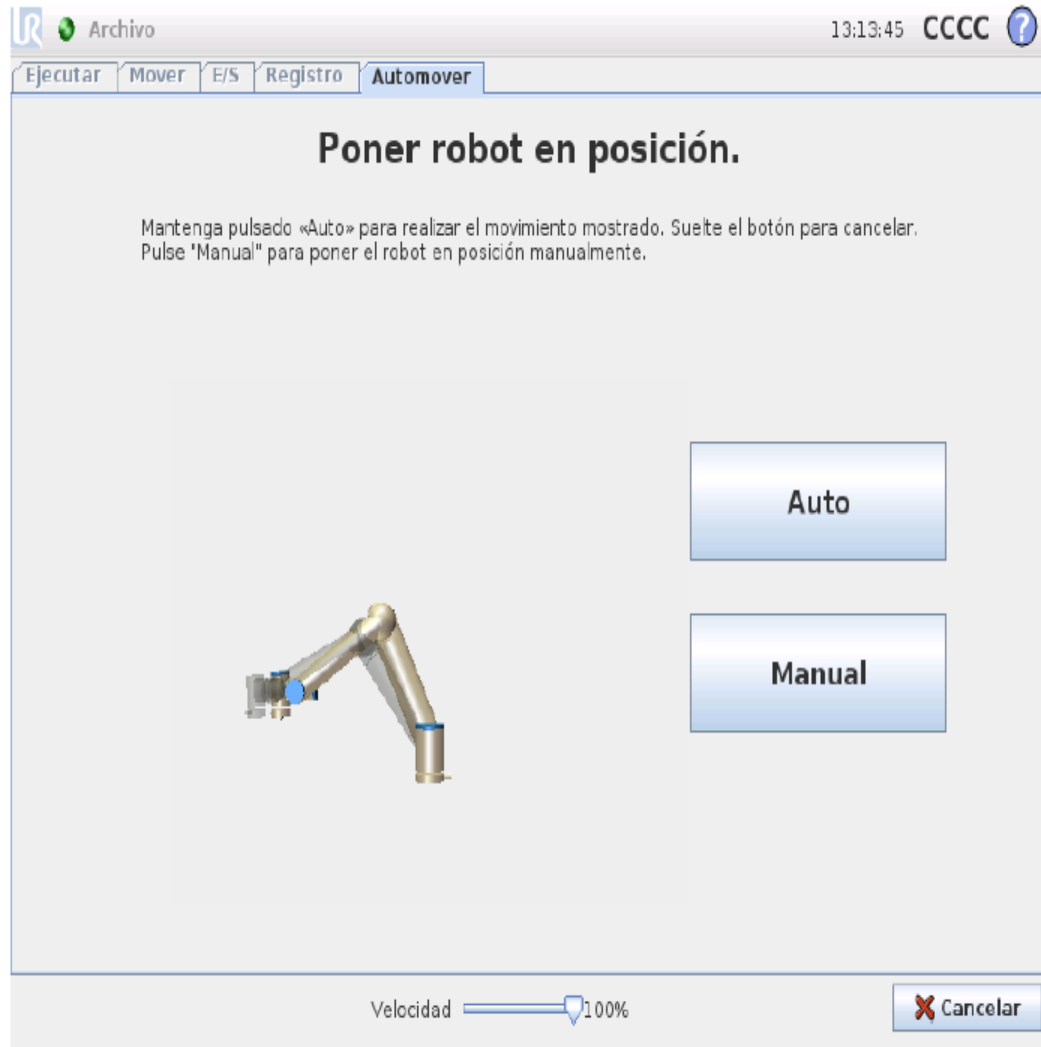 UR Archivo 13:13:45 CCCC ?
Ejecutar Mover E/S Registro Automover
Poner robot en posición.
Mantenga pulsado «Auto» para realizar el movimiento mostrado. Suelte el botón para cancelar.
Pulse "Manual" para poner el robot en posición manualmente.
Auto
Manual
Velocidad 100% Cancelar